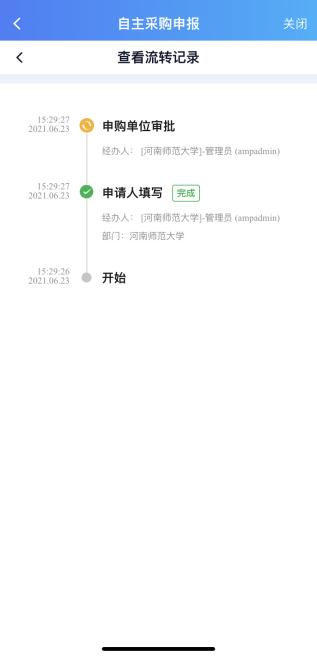 自主采购申报
关闭
查看流转记录
15:29:27
2021.06.23
申购单位审批
经办人： [河南师范大学]-管理员 (ampadmin)
15:29:27
2021.06.23
申请人填写 完成
经办人： [河南师范大学]-管理员 (ampadmin)
部门：河南师范大学
15:29:26
2021.06.23
开始